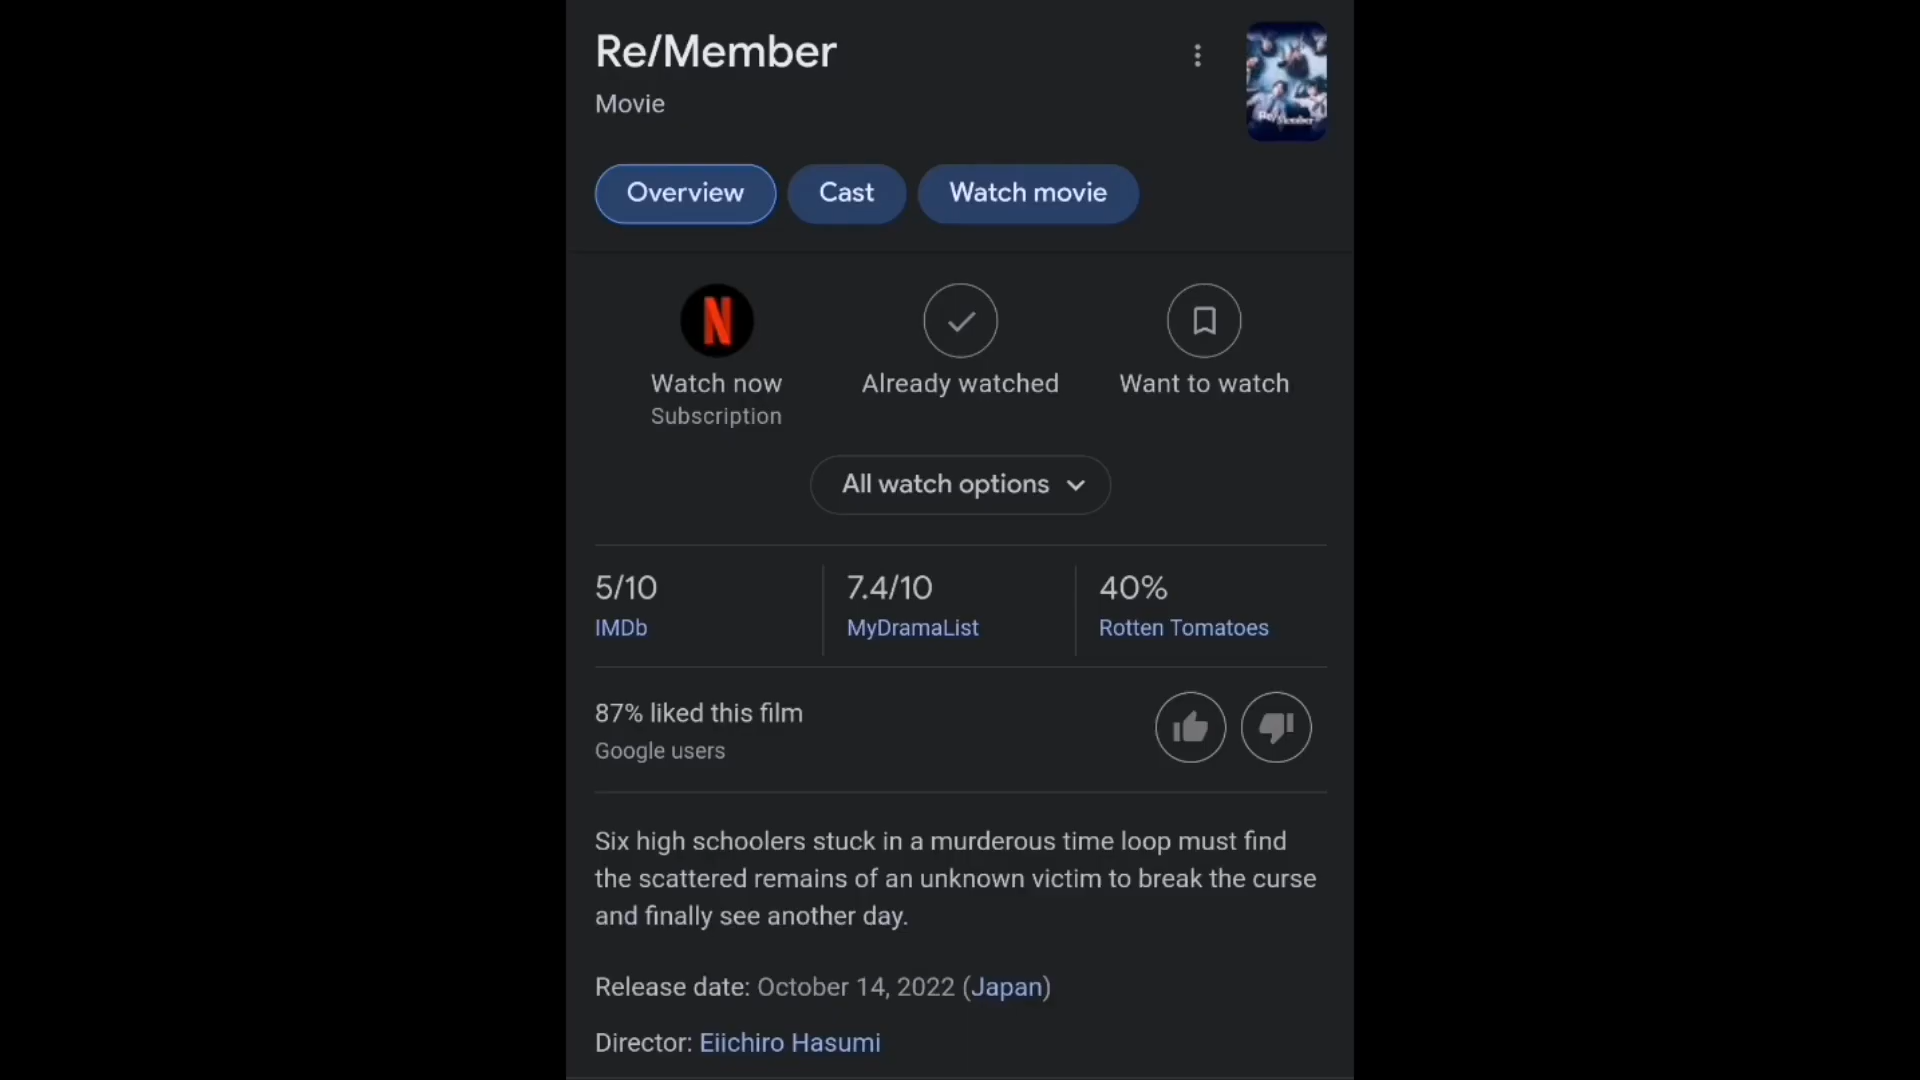 Re/Member
Movie
Overview
Cast
Watch movie
N
Watch now
Subscription
Already watched
Want to watch
All watch options
5/10
IMDb
7.4/10
MyDramaList
40%
Rotten Tomatoes
87% liked this film
Google users
Six high schoolers stuck in a murderous time loop must find
the scattered remains of an unknown victim to break the curse
and finally see another day.
Release date: October 14, 2022 (Japan)
Director: Eiichiro Hasumi
Re/Member